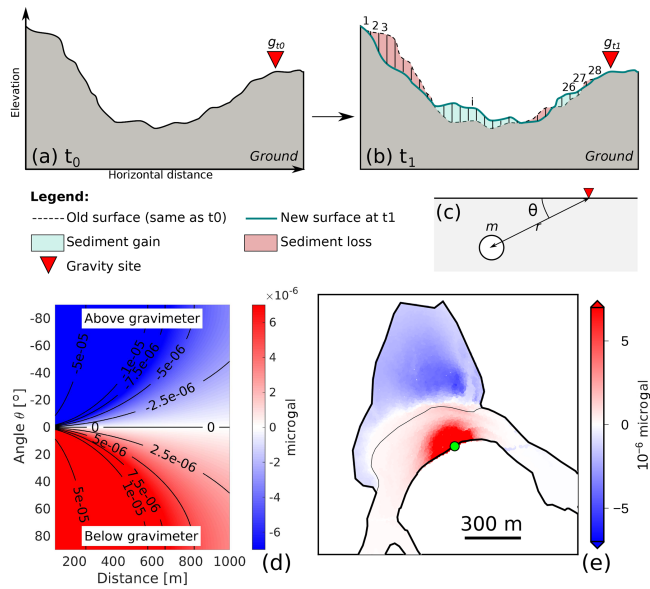 g_t0
Elevation
(a) t_0
Ground
Horizontal distance
1 2 3
i
26 27 28
g_t1
(b) t_1
Ground
Legend:
Old surface (same as t0)
New surface at t1
Sediment gain
Sediment loss
Gravity site
(c)
θ
r
m
×10^-6
Above gravimeter
Below gravimeter
-5e-05
-1e-05
-7.5e-06
-5e-06
-2.5e-06
0
0
5e-06
2.5e-06
7.5e-06
1e-05
5e-05
Angle θ [°]
-80
-60
-40
-20
0
20
40
60
80
200 400 600 800 1000
Distance [m]
6
4
2
0
-2
-4
-6
microgal
(d)
300 m
5
0
-5
10^-6 microgal
(e)